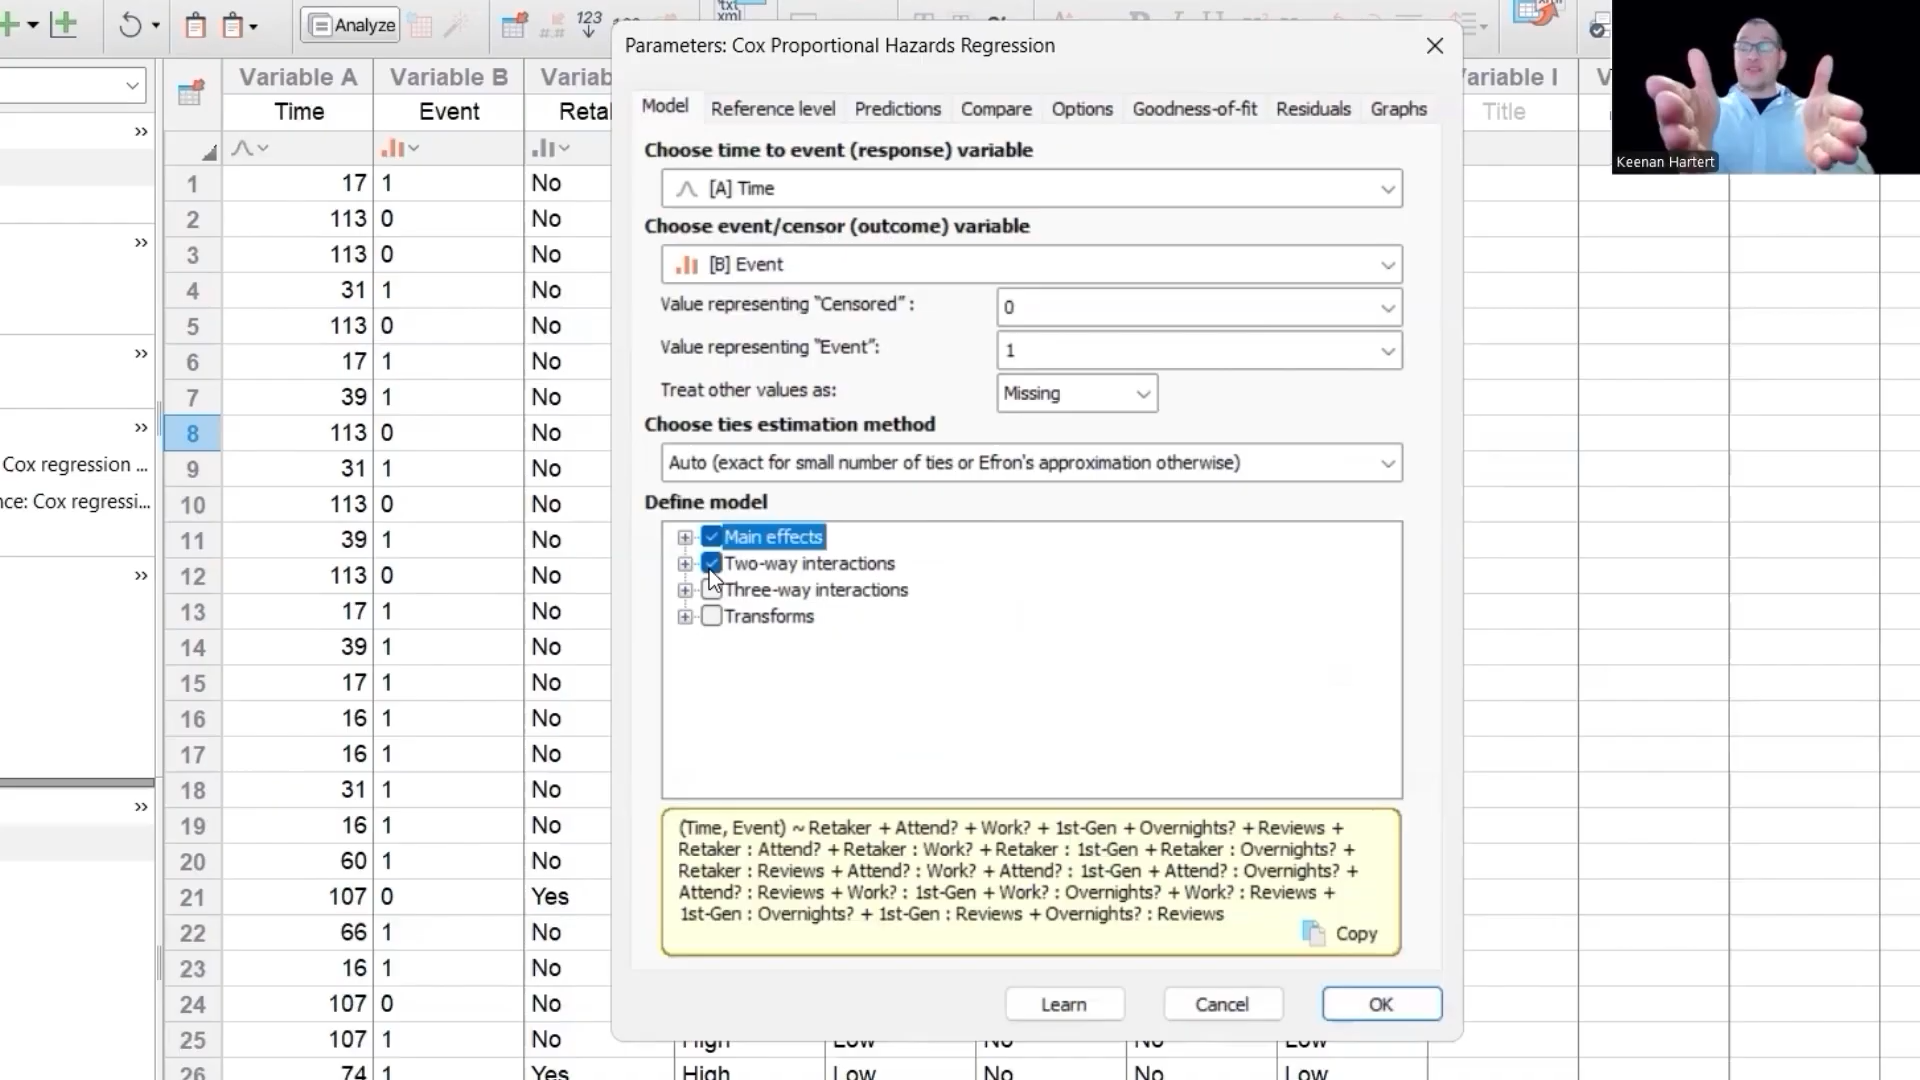 Analyze
123
xml
Parameters: Cox Proportional Hazards Regression
Keenan Hartert
Variable A Variable B
Time Event
Title
Model Reference level Predictions Compare Options Goodness-of-fit Residuals Graphs
Choose time to event (response) variable
[A] Time
Choose event/censor (outcome) variable
[B] Event
Value representing "Censored" : 0
Value representing "Event": 1
Treat other values as: Missing
Choose ties estimation method
Auto (exact for small number of ties or Efron's approximation otherwise)
Define model
Main effects
Two-way interactions
Three-way interactions
Transforms
(Time, Event) ~ Retaker + Attend? + Work? + 1st-Gen + Overnights? + Reviews +
Retaker : Attend? + Retaker : Work? + Retaker : 1st-Gen + Retaker : Overnights? +
Retaker : Reviews + Attend? : Work? + Attend? : 1st-Gen + Attend? : Overnights? +
Attend? : Reviews + Work? : 1st-Gen + Work? : Overnights? + Work? : Reviews +
1st-Gen : Overnights? + 1st-Gen : Reviews + Overnights? : Reviews
Copy
Learn Cancel OK
Cox regression ...
nce: Cox regressi...
1 17 1 No
2 113 0 No
3 113 0 No
4 31 1 No
5 113 0 No
6 17 1 No
7 39 1 No
8 113 0 No
9 31 1 No
10 113 0 No
11 39 1 No
12 113 0 No
13 17 1 No
14 39 1 No
15 17 1 No
16 16 1 No
17 16 1 No
18 31 1 No
19 16 1 No
20 60 1 No
21 107 0 Yes
22 66 1 No
23 16 1 No
24 107 0 No
25 107 1 No High Low No No Low
26 74 1 Yes High Low No No Low